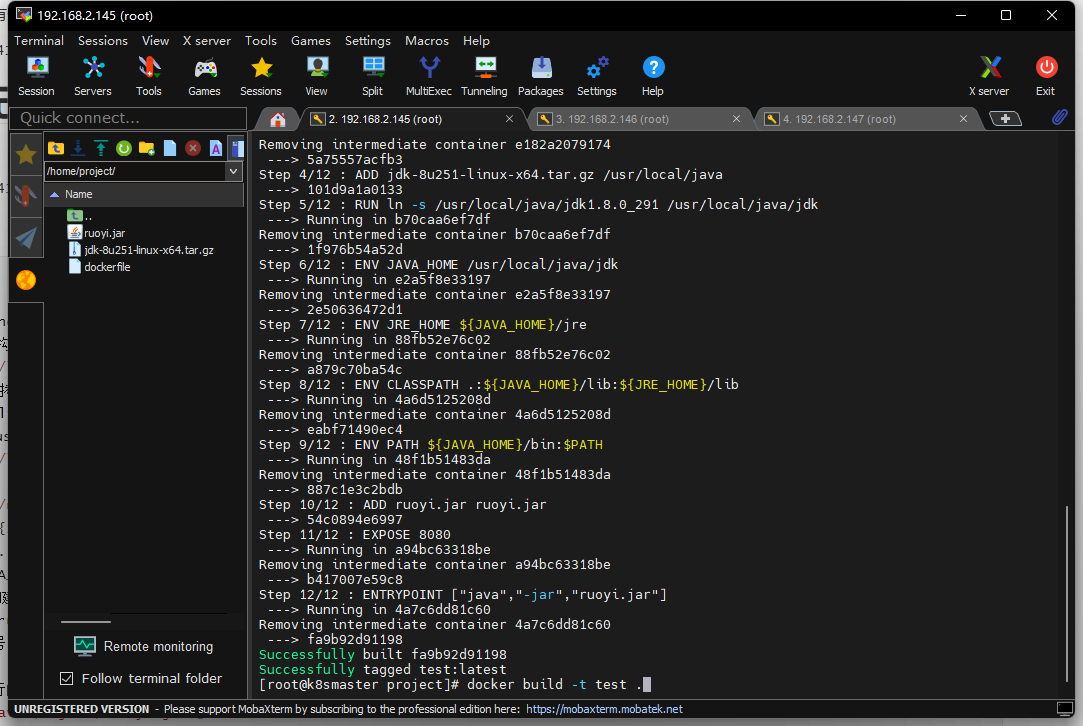 192.168.2.145 (root)
Terminal Sessions View X server Tools Games Settings Macros Help
Session Servers Tools Games Sessions View Split MultiExec Tunneling Packages Settings Help X server Exit
Quick connect...
2. 192.168.2.145 (root)
3. 192.168.2.146 (root)
4. 192.168.2.147 (root)
/home/project/
Name
..
ruoyi.jar
jdk-8u251-linux-x64.tar.gz
dockerfile
Remote monitoring
Follow terminal folder
Removing intermediate container e182a2079174
---> 5a75557acfb3
Step 4/12 : ADD jdk-8u251-linux-x64.tar.gz /usr/local/java
---> 101d9a1a0133
Step 5/12 : RUN ln -s /usr/local/java/jdk1.8.0_291 /usr/local/java/jdk
---> Running in b70caa6ef7df
Removing intermediate container b70caa6ef7df
---> 1f976b54a52d
Step 6/12 : ENV JAVA_HOME /usr/local/java/jdk
---> Running in e2a5f8e33197
Removing intermediate container e2a5f8e33197
---> 2e50636472d1
Step 7/12 : ENV JRE_HOME ${JAVA_HOME}/jre
---> Running in 88fb52e76c02
Removing intermediate container 88fb52e76c02
---> a879c70ba54c
Step 8/12 : ENV CLASSPATH .:${JAVA_HOME}/lib:${JRE_HOME}/lib
---> Running in 4a6d5125208d
Removing intermediate container 4a6d5125208d
---> eabf71490ec4
Step 9/12 : ENV PATH ${JAVA_HOME}/bin:$PATH
---> Running in 48f1b51483da
Removing intermediate container 48f1b51483da
---> 887c1e3c2bdb
Step 10/12 : ADD ruoyi.jar ruoyi.jar
---> 54c0894e6997
Step 11/12 : EXPOSE 8080
---> Running in a94bc63318be
Removing intermediate container a94bc63318be
---> b417007e59c8
Step 12/12 : ENTRYPOINT ["java","-jar","ruoyi.jar"]
---> Running in 4a7c6dd81c60
Removing intermediate container 4a7c6dd81c60
---> fa9b92d91198
Successfully built fa9b92d91198
Successfully tagged test:latest
[root@k8smaster project]# docker build -t test .
UNREGISTERED VERSION - Please support MobaXterm by subscribing to the professional edition here: https://mobaxterm.mobatek.net